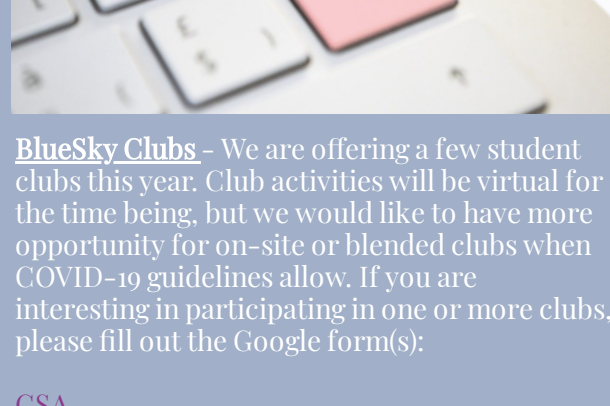 BlueSky Clubs - We are offering a few student
clubs this year. Club activities will be virtual for
the time being, but we would like to have more
opportunity for on-site or blended clubs when
COVID-19 guidelines allow. If you are
interesting in participating in one or more clubs,
please fill out the Google form(s):
GSA